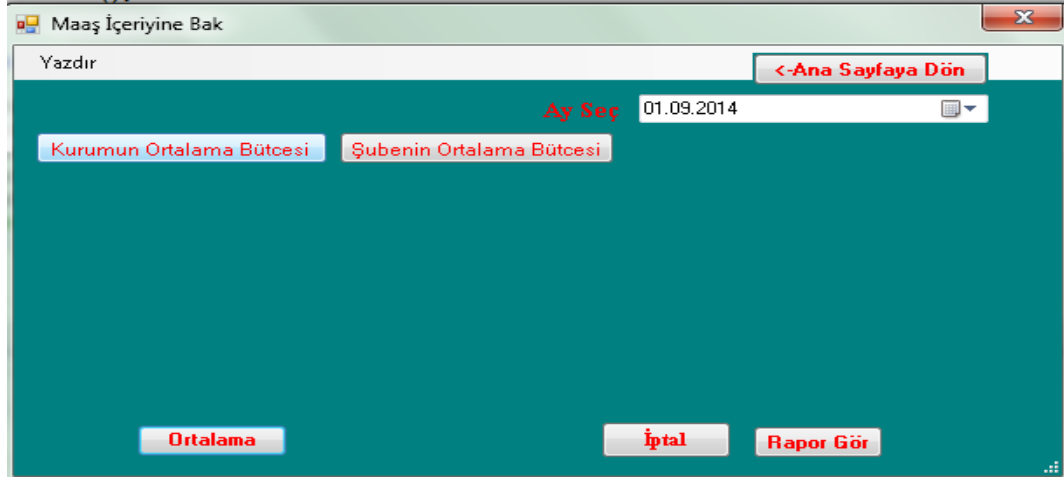 Maaş İçeriyine Bak
Yazdır
<-Ana Sayfaya Dön
Ay Seç 01.09.2014
Kurumun Ortalama Bütcesi Şubenin Ortalama Bütcesi
Ortalama İptal Rapor Gör